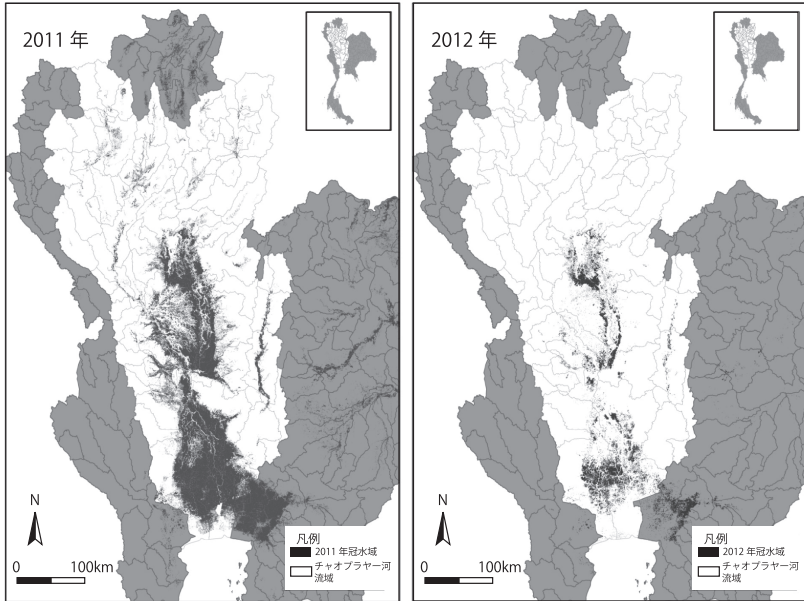 2011 年
N
0 100km
凡例
2011 年冠水域
チャオプラヤー河
流域
2012 年
N
0 100km
凡例
2012 年冠水域
チャオプラヤー河
流域